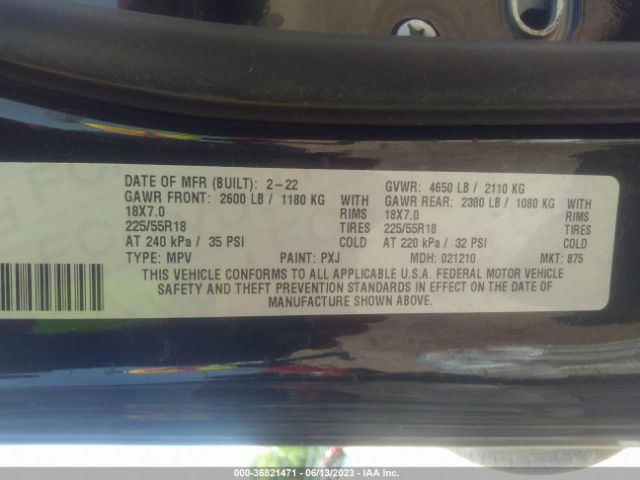 DATE OF MFR (BUILT): 2-22 GVWR: 4650 LB / 2110 KG
GAWR FRONT: 2600 LB / 1180 KG WITH GAWR REAR: 2380 LB / 1080 KG WITH
18X7.0 RIMS 18X7.0 RIMS
225/55R18 TIRES 225/55R18 TIRES
AT 240 kPa / 35 PSI COLD AT 220 kPa / 32 PSI COLD
TYPE: MPV PAINT: PXJ MDH: 021210 MKT: 875
THIS VEHICLE CONFORMS TO ALL APPLICABLE U.S.A. FEDERAL MOTOR VEHICLE
SAFETY AND THEFT PREVENTION STANDARDS IN EFFECT ON THE DATE OF
MANUFACTURE SHOWN ABOVE.
000-36821471 - 06/13/2023 - IAA Inc.